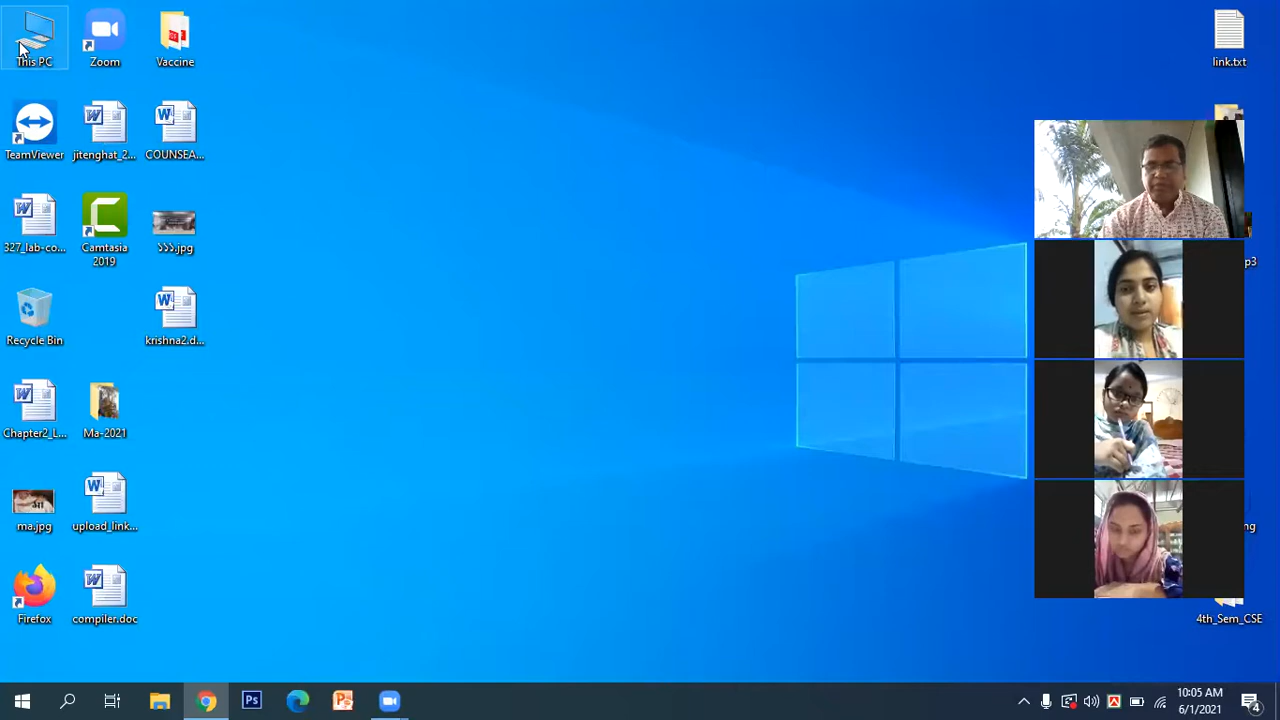 This PC
Zoom
Vaccine
link.txt
TeamViewer
jitenghat_2...
COUNSEA...
327_lab-co...
Camtasia
2019
λλλ.jpg
p3
Recycle Bin
krishna2.d...
Chapter2_L...
Ma-2021
ma.jpg
upload_link...
ng
Firefox
compiler.doc
4th_Sem_CSE
10:05 AM
6/1/2021
4